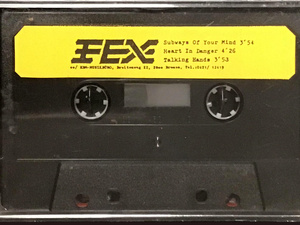 FEX
Subways Of Your Mind 3'54
Heart In Danger 4'26
Talking Hands 3'53